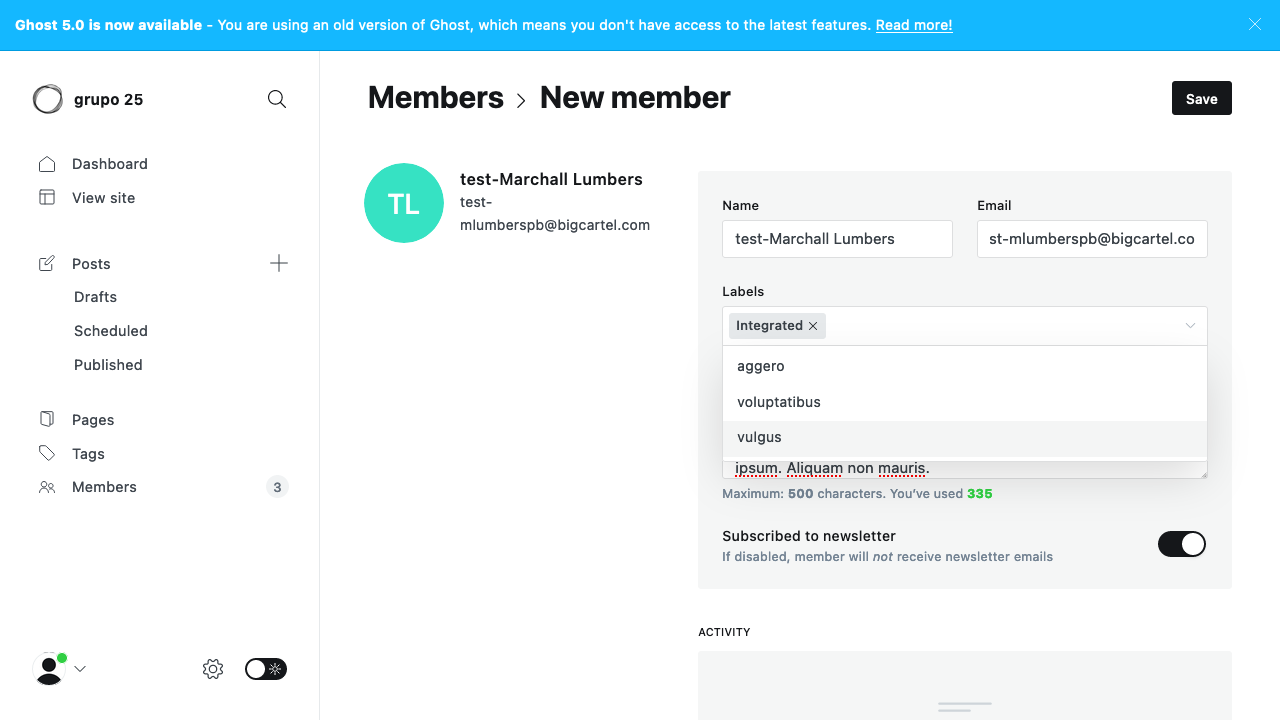 Ghost 5.0 is now available - You are using an old version of Ghost, which means you don't have access to the latest features. Read more!
grupo 25
Dashboard
View site
Posts
Drafts
Scheduled
Published
Pages
Tags
Members 3
Members > New member
Save
TL
test-Marchall Lumbers
test-
mlumberspb@bigcartel.com
Name
test-Marchall Lumbers
Email
st-mlumberspb@bigcartel.co
Labels
Integrated
aggero
voluptatibus
vulgus
ipsum. Aliquam non mauris.
Maximum: 500 characters. You've used 335
Subscribed to newsletter
If disabled, member will not receive newsletter emails
ACTIVITY